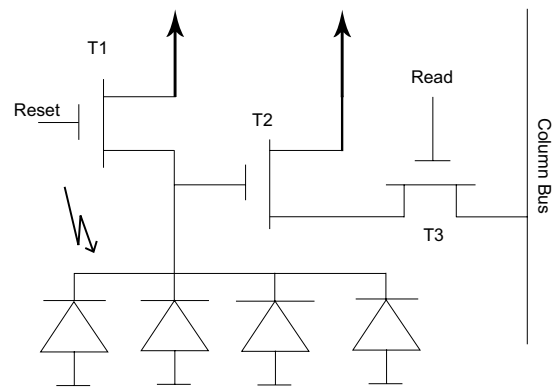 T1
Reset
T2
Read
T3
Column Bus